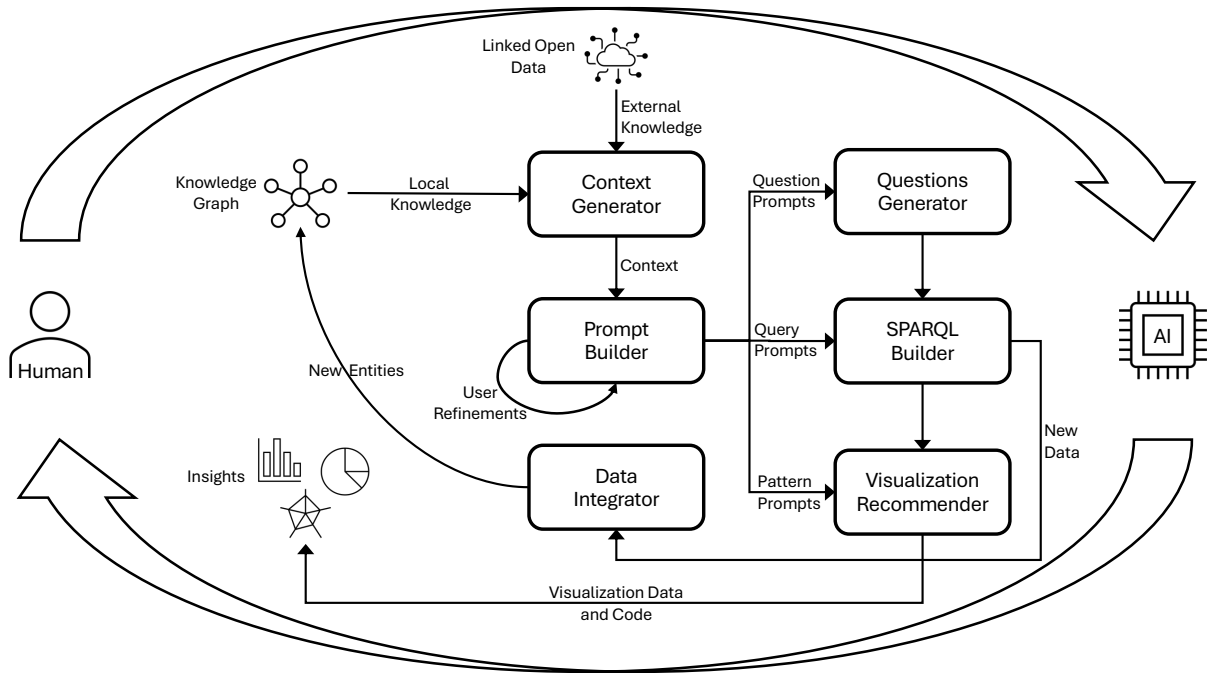 Linked Open
Data
External
Knowledge
Knowledge
Graph
Local
Knowledge
Context
Generator
Question
Prompts
Questions
Generator
Context
Human
New Entities
Prompt
Builder
User
Refinements
Query
Prompts
SPARQL
Builder
AI
New
Data
Insights
Data
Integrator
Pattern
Prompts
Visualization
Recommender
Visualization Data
and Code